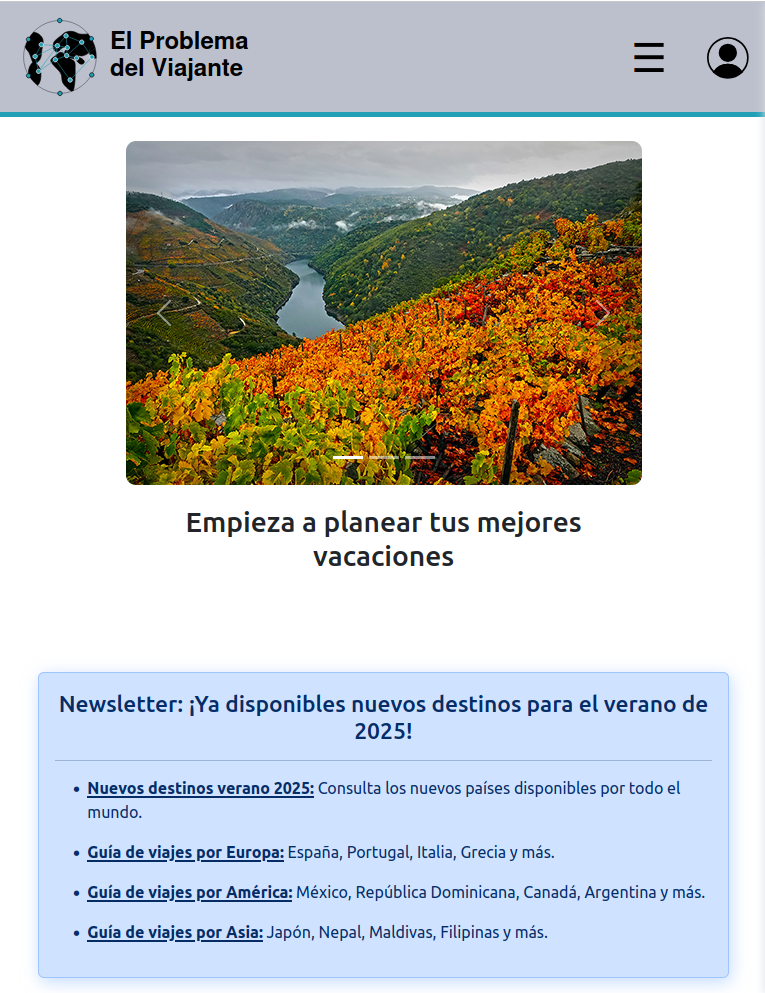 El Problema
del Viajante
Empieza a planear tus mejores
vacaciones
Newsletter: ¡Ya disponibles nuevos destinos para el verano de
2025!
Nuevos destinos verano 2025: Consulta los nuevos países disponibles por todo el
mundo.
Guía de viajes por Europa: España, Portugal, Italia, Grecia y más.
Guía de viajes por América: México, República Dominicana, Canadá, Argentina y más.
Guía de viajes por Asia: Japón, Nepal, Maldivas, Filipinas y más.